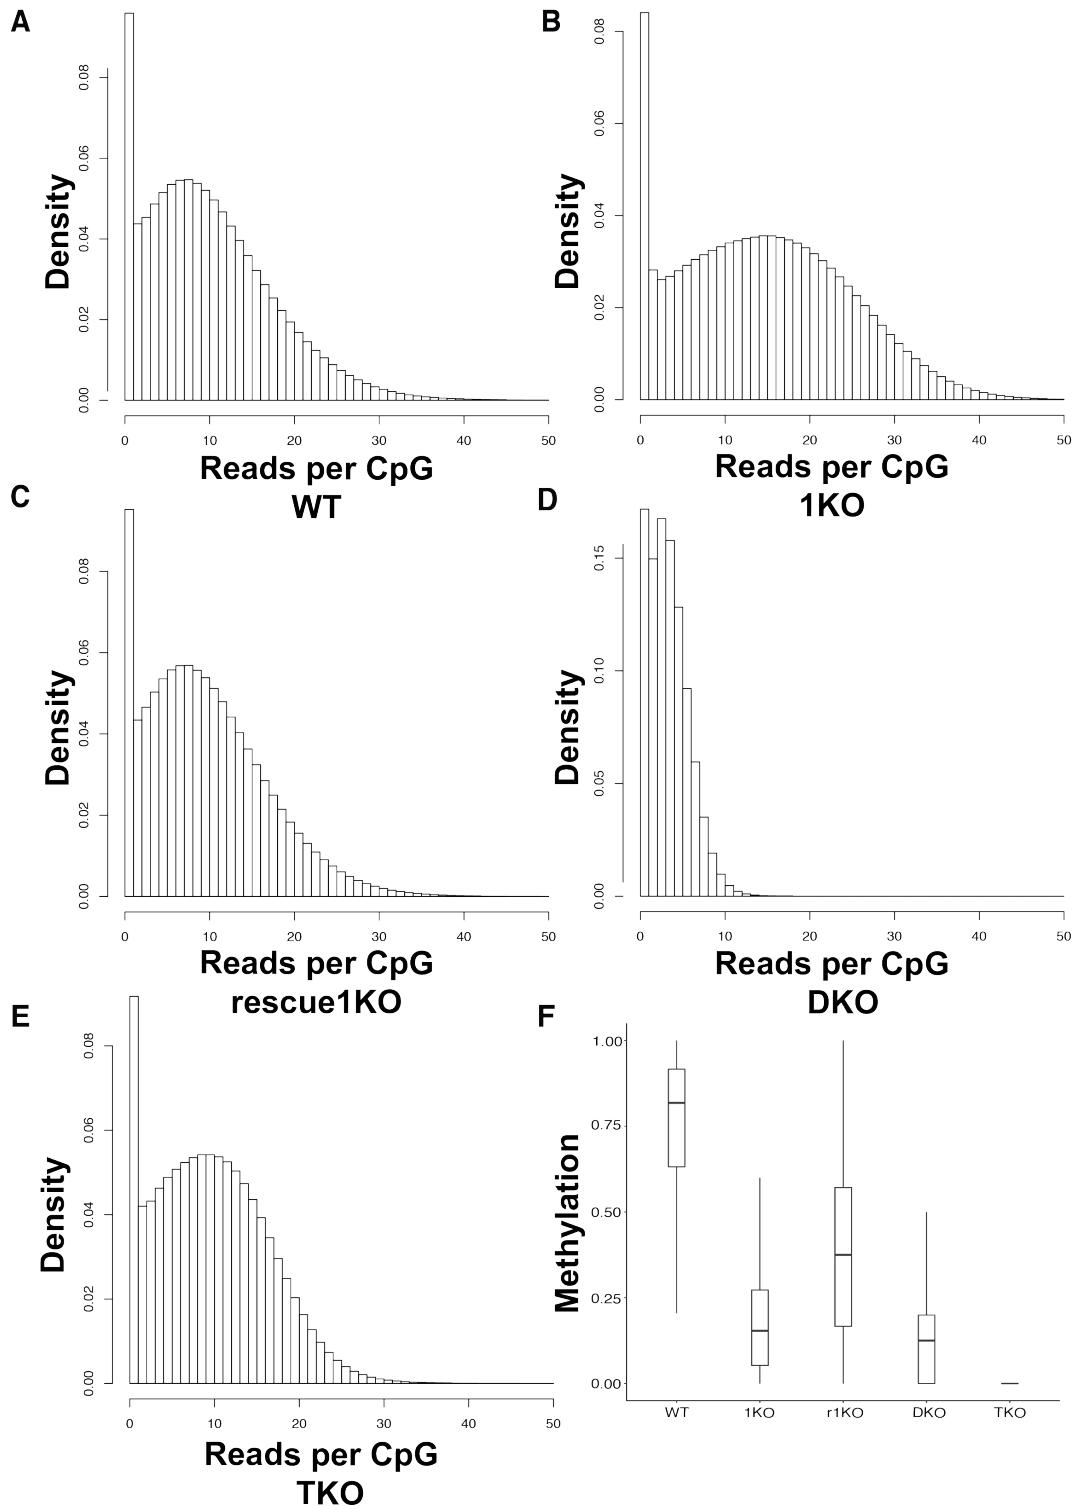 A
Density
0.00 0.02 0.04 0.06 0.08
0 10 20 30 40 50
Reads per CpG
WT
B
Density
0.00 0.02 0.04 0.06 0.08
0 10 20 30 40 50
Reads per CpG
1KO
C
Density
0.00 0.02 0.04 0.06 0.08
0 10 20 30 40 50
Reads per CpG
rescue1KO
D
Density
0.00 0.05 0.10 0.15
0 10 20 30 40 50
Reads per CpG
DKO
E
Density
0.00 0.02 0.04 0.06 0.08
0 10 20 30 40 50
Reads per CpG
TKO
F
Methylation
1.00
0.75
0.50
0.25
0.00
WT 1KO r1KO DKO TKO